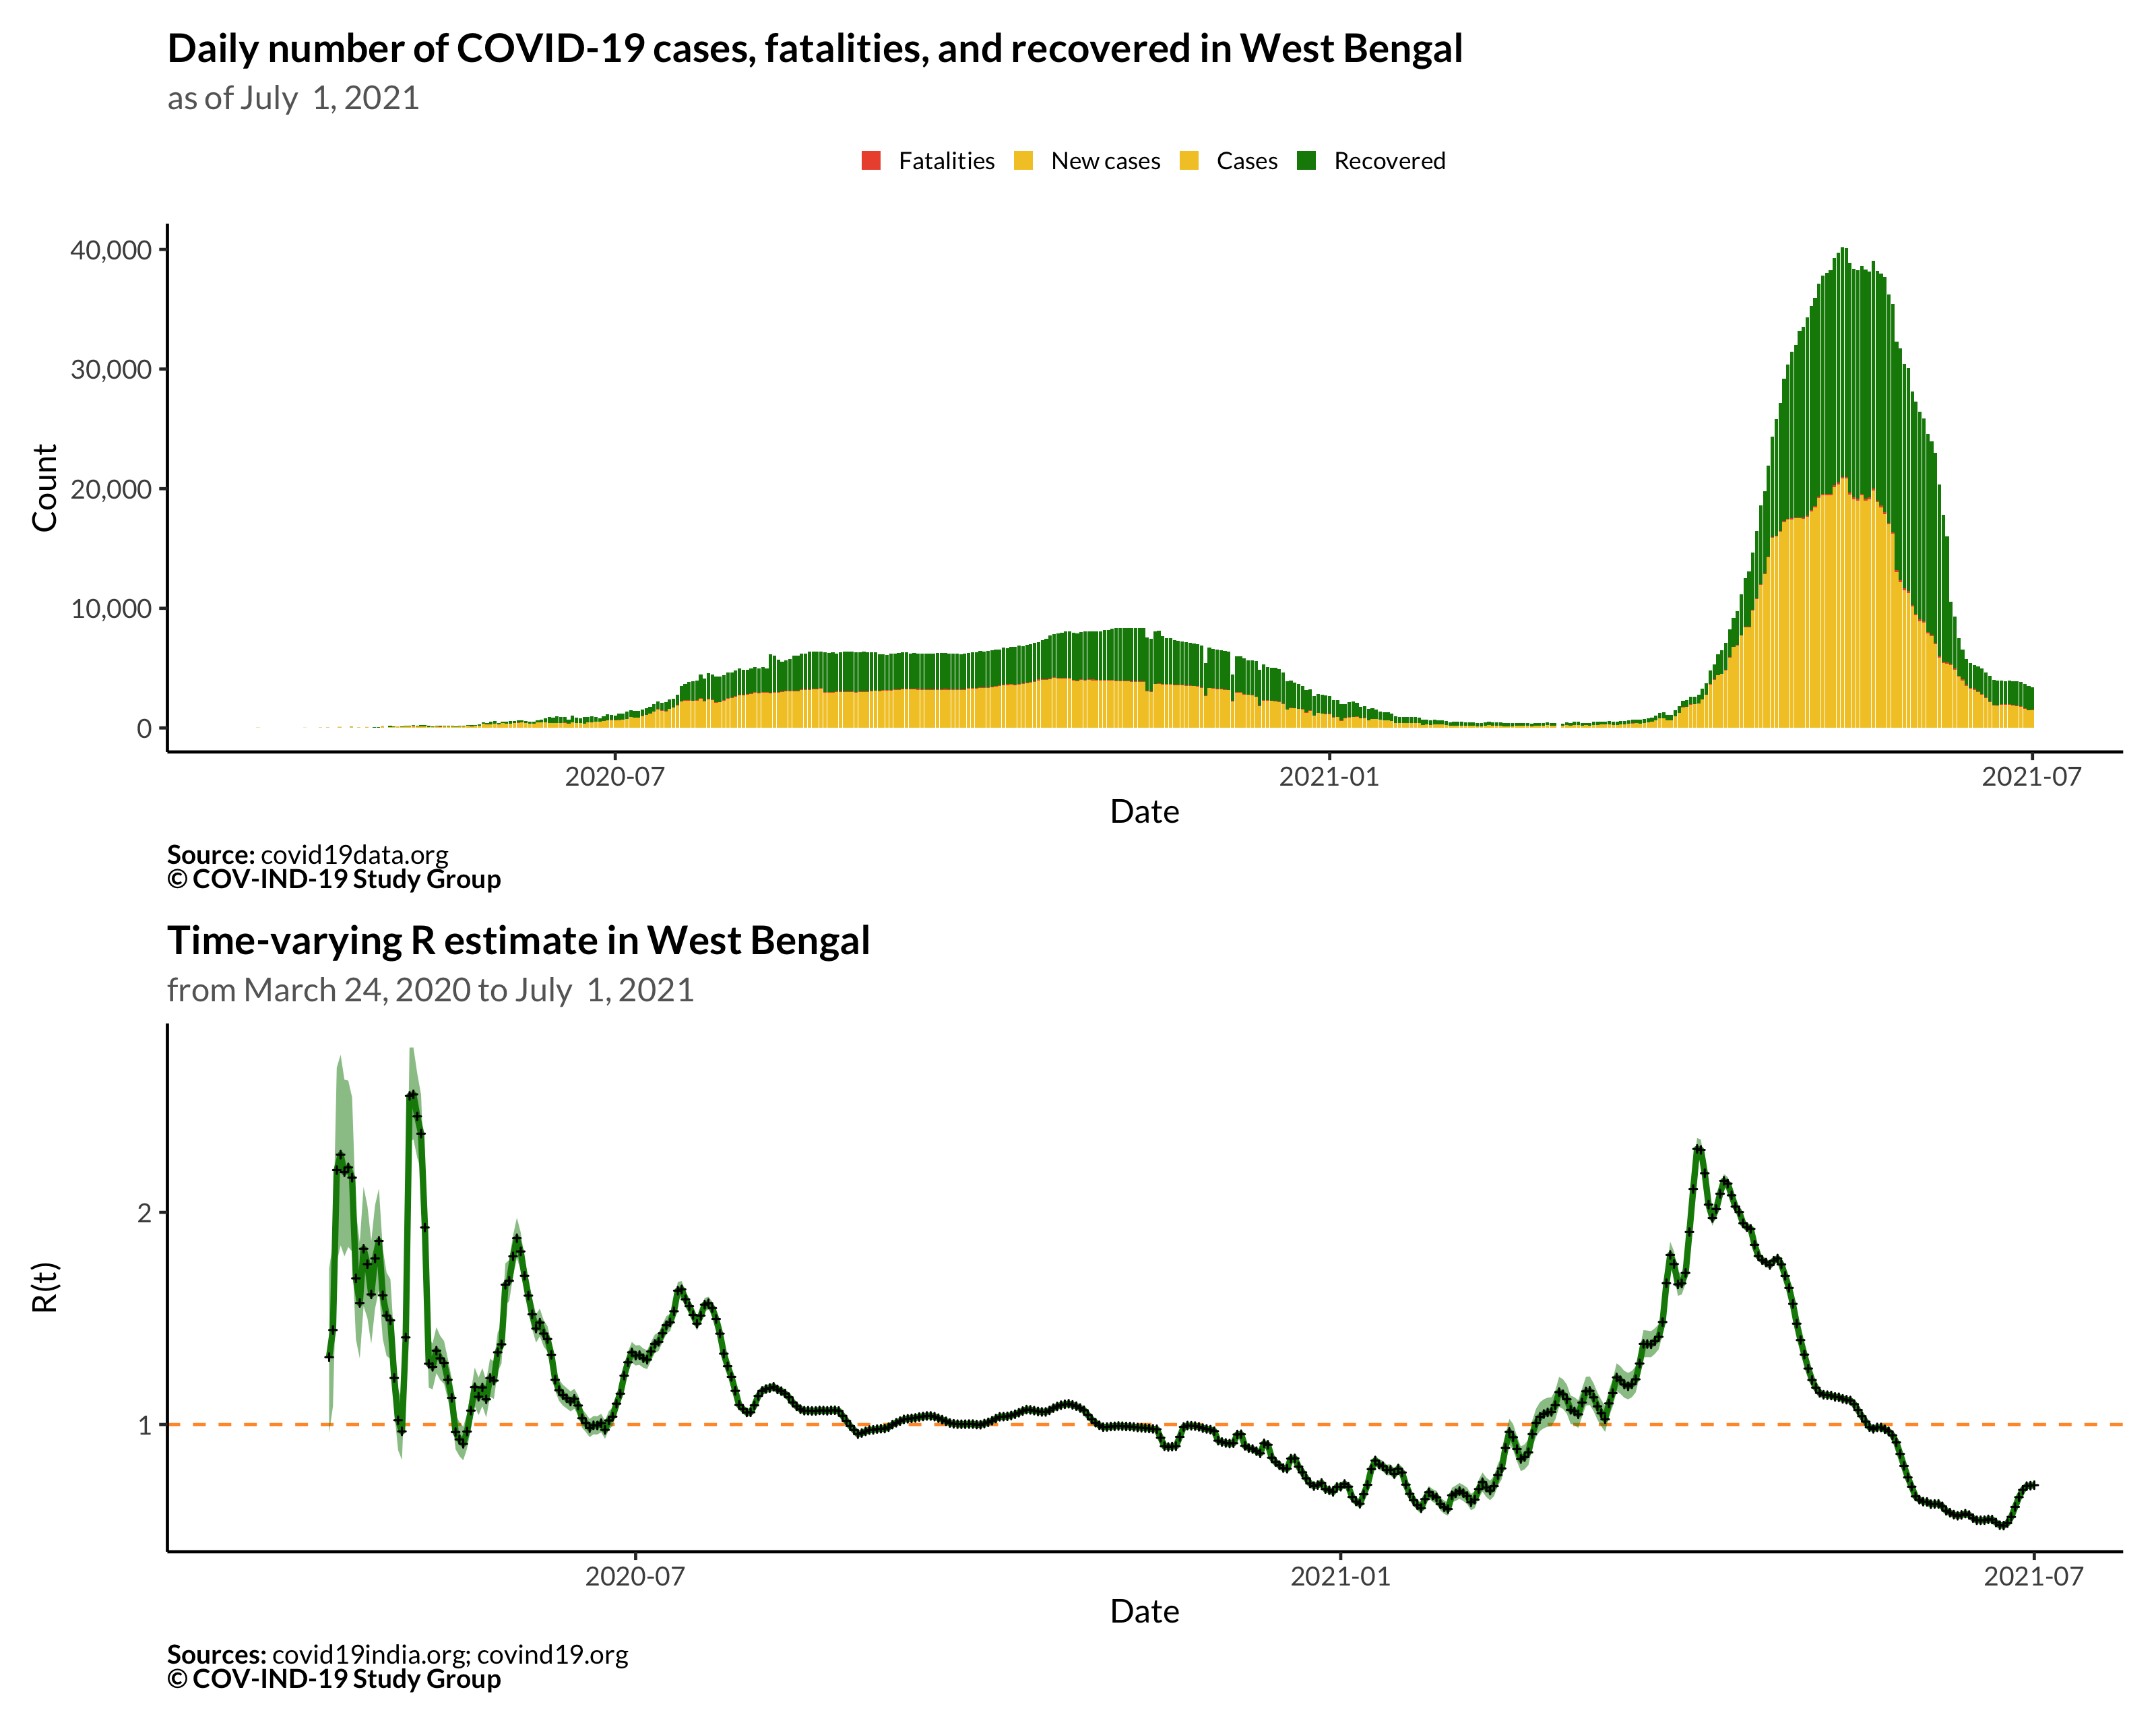 Daily number of COVID-19 cases, fatalities, and recovered in West Bengal
as of July 1, 2021
Fatalities New cases Cases Recovered
40,000
30,000
20,000
10,000
0
Count
2020-07 2021-01 2021-07
Date
Source: covid19data.org
© COV-IND-19 Study Group
Time-varying R estimate in West Bengal
from March 24, 2020 to July 1, 2021
2
1
R(t)
2020-07 2021-01 2021-07
Date
Sources: covid19india.org; covind19.org
© COV-IND-19 Study Group